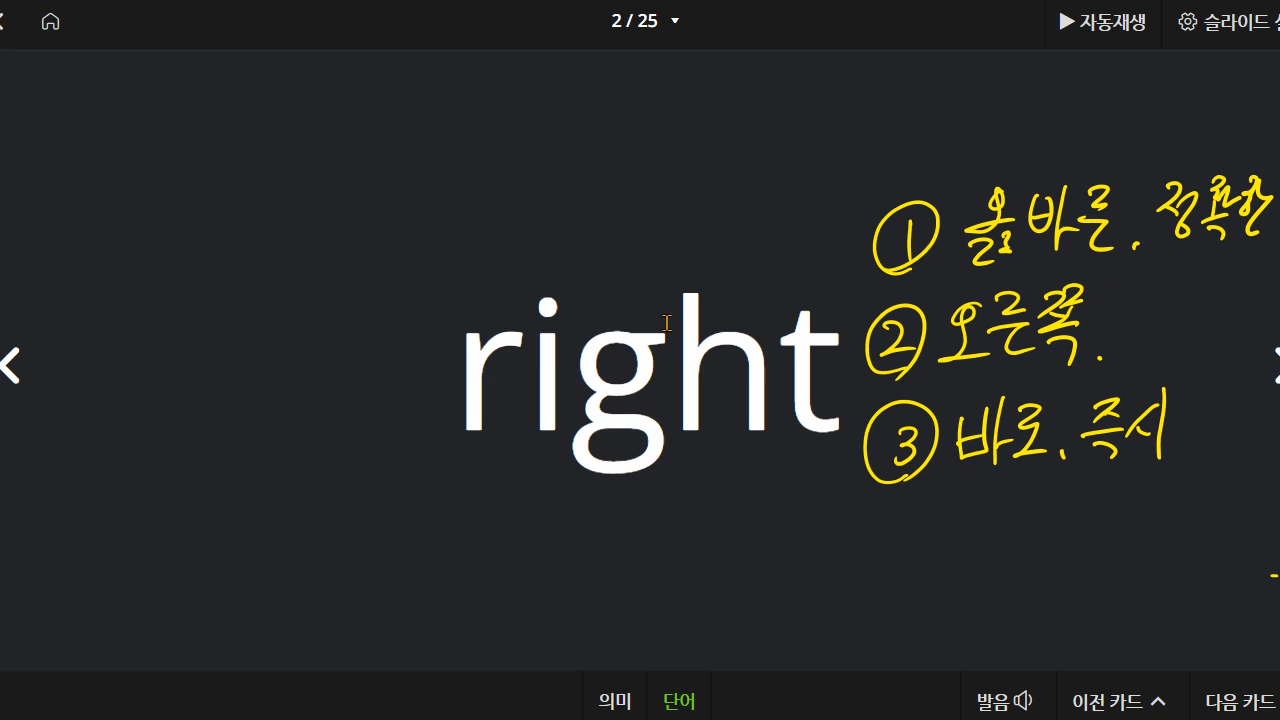 2 / 25
자동재생
슬라이드
right
① 올바른. 정확한
② 오른쪽.
③ 바로. 즉시
의미
단어
발음
이전 카드
다음 카드